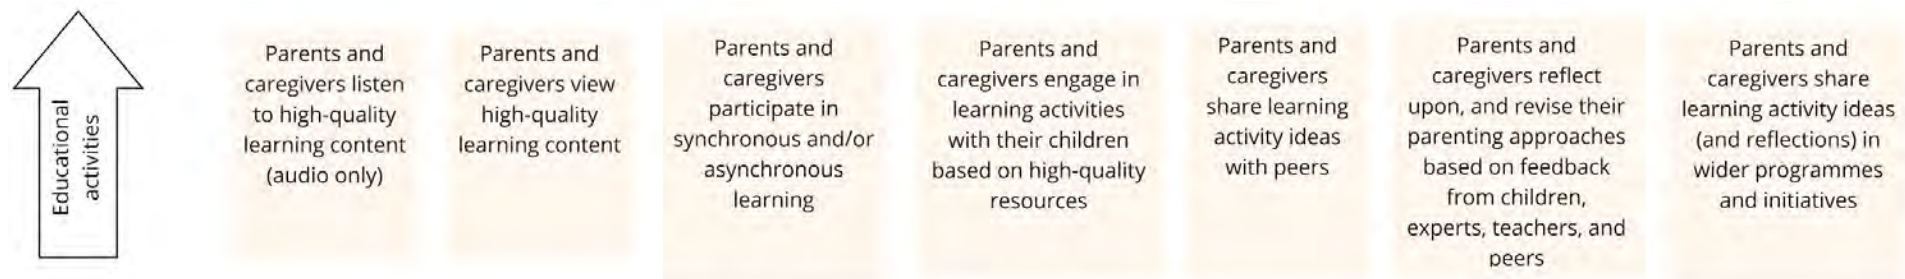 Educational
activities
Parents and
caregivers listen
to high-quality
learning content
(audio only)
Parents and
caregivers view
high-quality
learning content
Parents and
caregivers
participate in
synchronous and/or
asynchronous
learning
Parents and
caregivers engage in
learning activities
with their children
based on high-quality
resources
Parents and
caregivers
share learning
activity ideas
with peers
Parents and
caregivers reflect
upon, and revise their
parenting approaches
based on feedback
from children,
experts, teachers, and
peers
Parents and
caregivers share
learning activity ideas
(and reflections) in
wider programmes
and initiatives